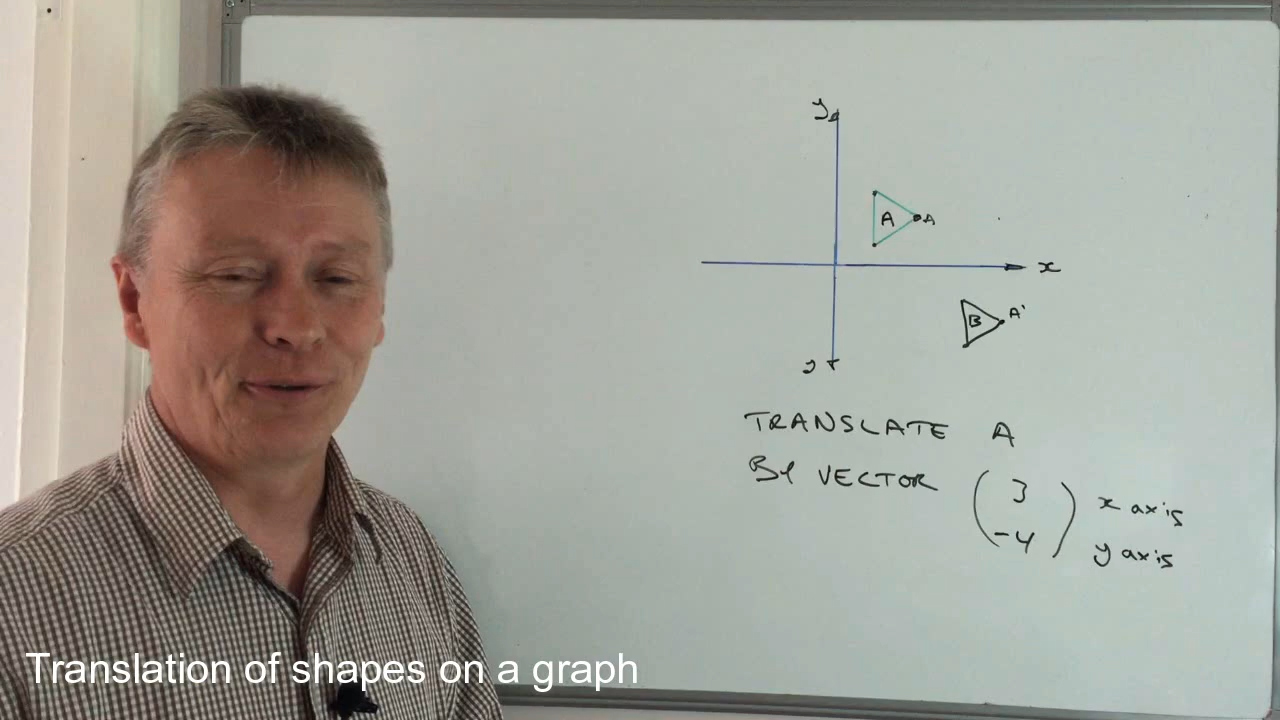 y
A A
x
B A'
y
TRANSLATE A
BY VECTOR ( 3 ) x axis
-4 y axis
Translation of shapes on a graph